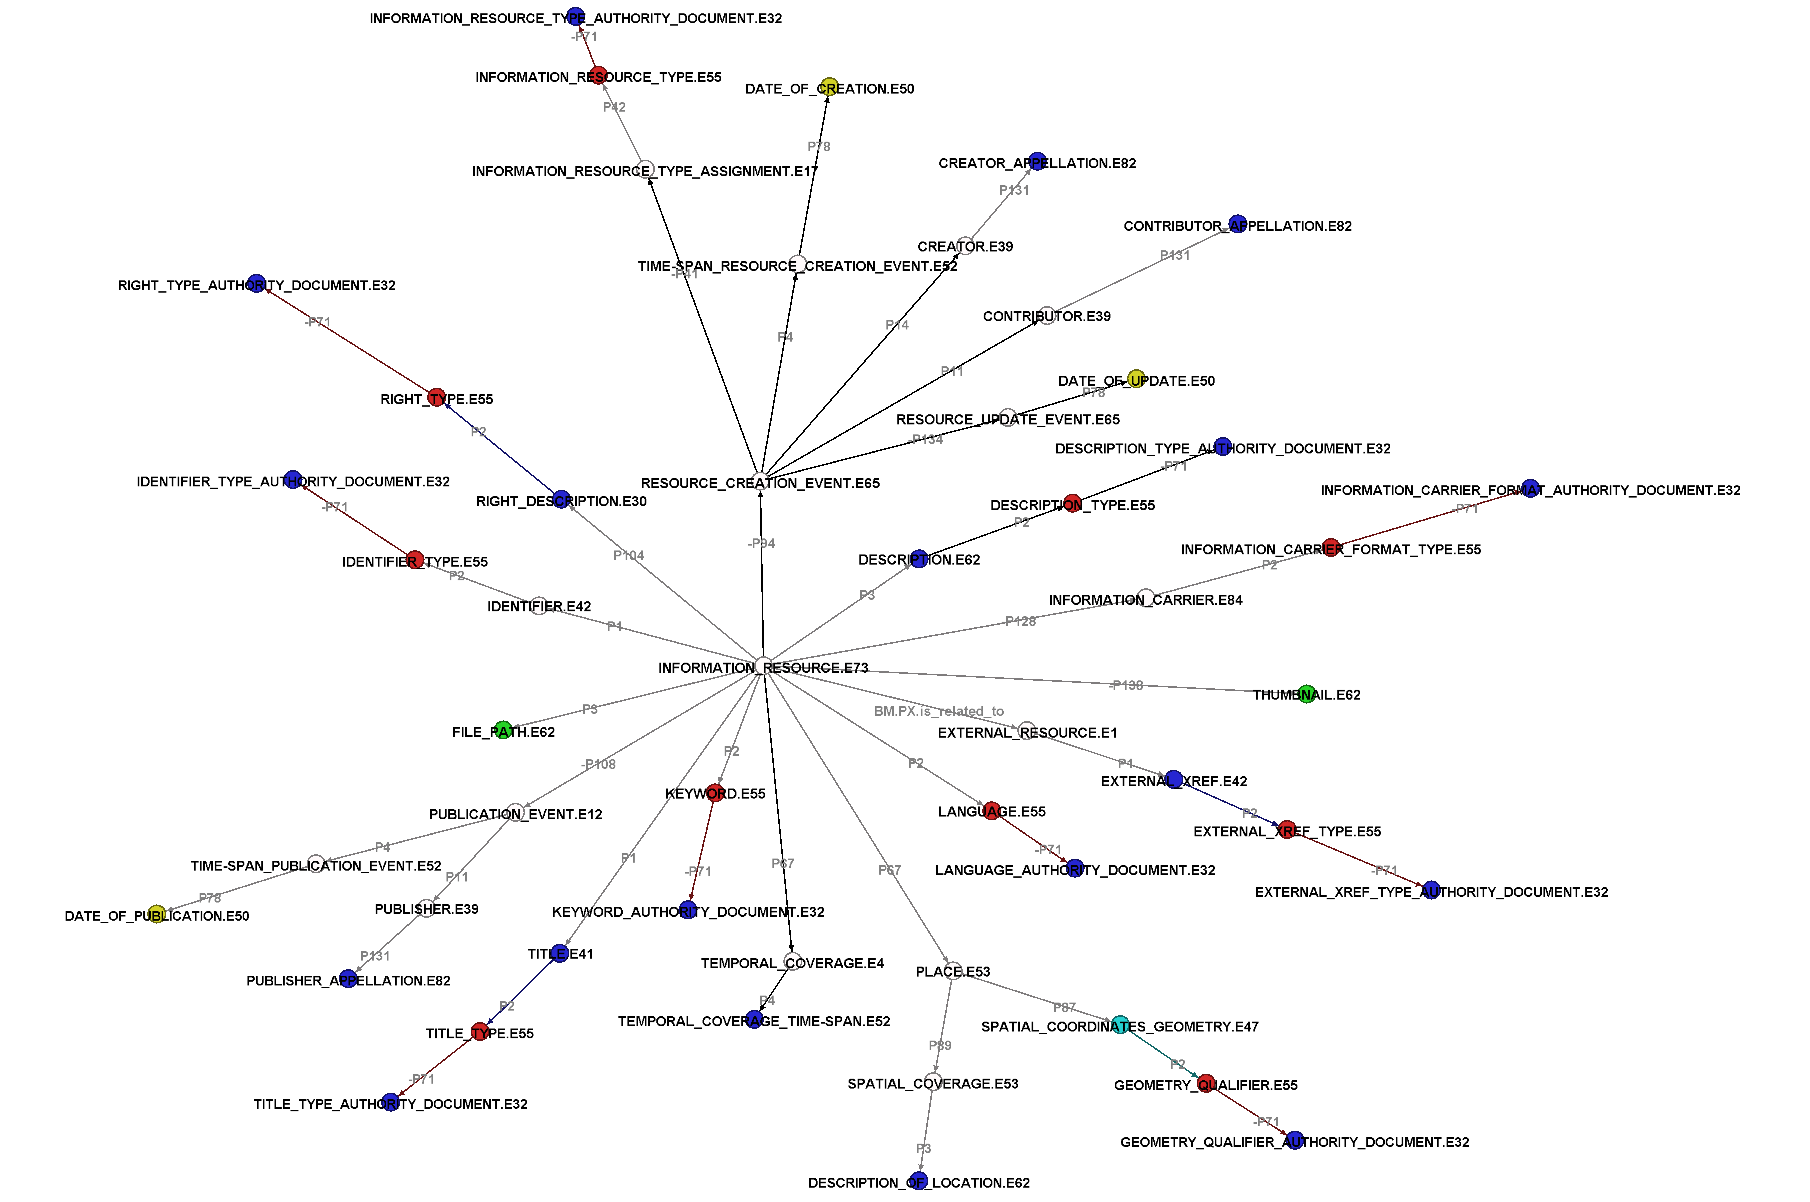 INFORMATION_RESOURCE_TYPE_AUTHORITY_DOCUMENT.E32
-P71
INFORMATION_RESOURCE_TYPE.E55
DATE_OF_CREATION.E50
P42
P78
CREATOR_APPELLATION.E82
INFORMATION_RESOURCE_TYPE_ASSIGNMENT.E17
P131
CONTRIBUTOR_APPELLATION.E82
CREATOR.E39
P131
TIME-SPAN_RESOURCE_CREATION_EVENT.E52
-P41
RIGHT_TYPE_AUTHORITY_DOCUMENT.E32
CONTRIBUTOR.E39
-P71
P14
P4
P11
DATE_OF_UPDATE.E50
P78
RIGHT_TYPE.E55
RESOURCE_UPDATE_EVENT.E65
P2
-P134
DESCRIPTION_TYPE_AUTHORITY_DOCUMENT.E32
-P71
IDENTIFIER_TYPE_AUTHORITY_DOCUMENT.E32
RESOURCE_CREATION_EVENT.E65
INFORMATION_CARRIER_FORMAT_AUTHORITY_DOCUMENT.E32
RIGHT_DESCRIPTION.E30
DESCRIPTION_TYPE.E55
-P71
-P71
P2
-P94
INFORMATION_CARRIER_FORMAT_TYPE.E55
P104
DESCRIPTION.E62
IDENTIFIER_TYPE.E55
P2
P2
P3
INFORMATION_CARRIER.E84
IDENTIFIER.E42
P128
P1
INFORMATION_RESOURCE.E73
-P138
THUMBNAIL.E62
P3
BM.PX.is_related_to
FILE_PATH.E62
EXTERNAL_RESOURCE.E1
P2
-P108
P2
P1
EXTERNAL_XREF.E42
KEYWORD.E55
LANGUAGE.E55
PUBLICATION_EVENT.E12
P2
EXTERNAL_XREF_TYPE.E55
P4
-P71
P1
P67
TIME-SPAN_PUBLICATION_EVENT.E52
-P71
P67
LANGUAGE_AUTHORITY_DOCUMENT.E32
-P71
P11
EXTERNAL_XREF_TYPE_AUTHORITY_DOCUMENT.E32
P78
PUBLISHER.E39
KEYWORD_AUTHORITY_DOCUMENT.E32
DATE_OF_PUBLICATION.E50
TITLE.E41
P131
TEMPORAL_COVERAGE.E4
PLACE.E53
PUBLISHER_APPELLATION.E82
P4
P2
P87
TEMPORAL_COVERAGE_TIME-SPAN.E52
SPATIAL_COORDINATES_GEOMETRY.E47
TITLE_TYPE.E55
P89
P2
-P71
SPATIAL_COVERAGE.E53
GEOMETRY_QUALIFIER.E55
TITLE_TYPE_AUTHORITY_DOCUMENT.E32
-P71
GEOMETRY_QUALIFIER_AUTHORITY_DOCUMENT.E32
P3
DESCRIPTION_OF_LOCATION.E62